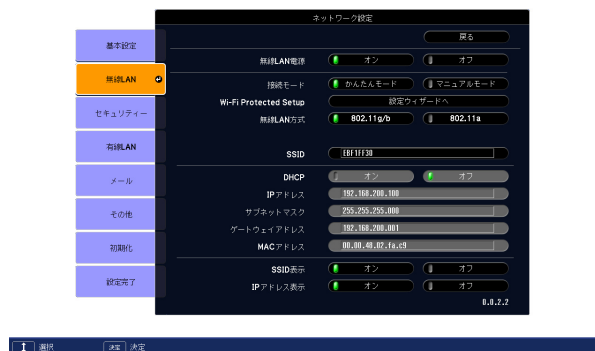 ネットワーク設定
戻る
基本設定
無線LAN
セキュリティー
有線LAN
メール
その他
初期化
設定完了
無線LAN電源 オン オフ
接続モード かんたんモード マニュアルモード
Wi-Fi Protected Setup 設定ウィザードへ
無線LAN方式 802.11g/b 802.11a
SSID EBF1FF30
DHCP オン オフ
IPアドレス 192.168.200.100
サブネットマスク 255.255.255.000
ゲートウェイアドレス 192.168.200.001
MACアドレス 00.00.48.02.fa.c9
SSID表示 オン オフ
IPアドレス表示 オン オフ
0.0.2.2
選択 決定 決定